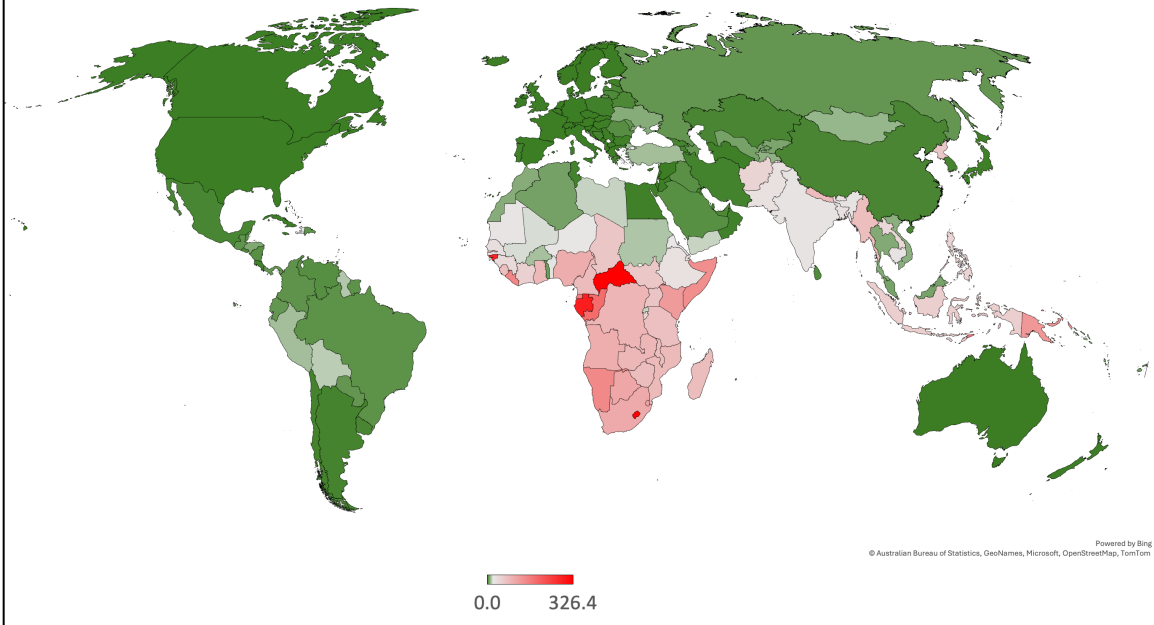 Powered by Bing
© Australian Bureau of Statistics, GeoNames, Microsoft, OpenStreetMap, TomTom
0.0 326.4